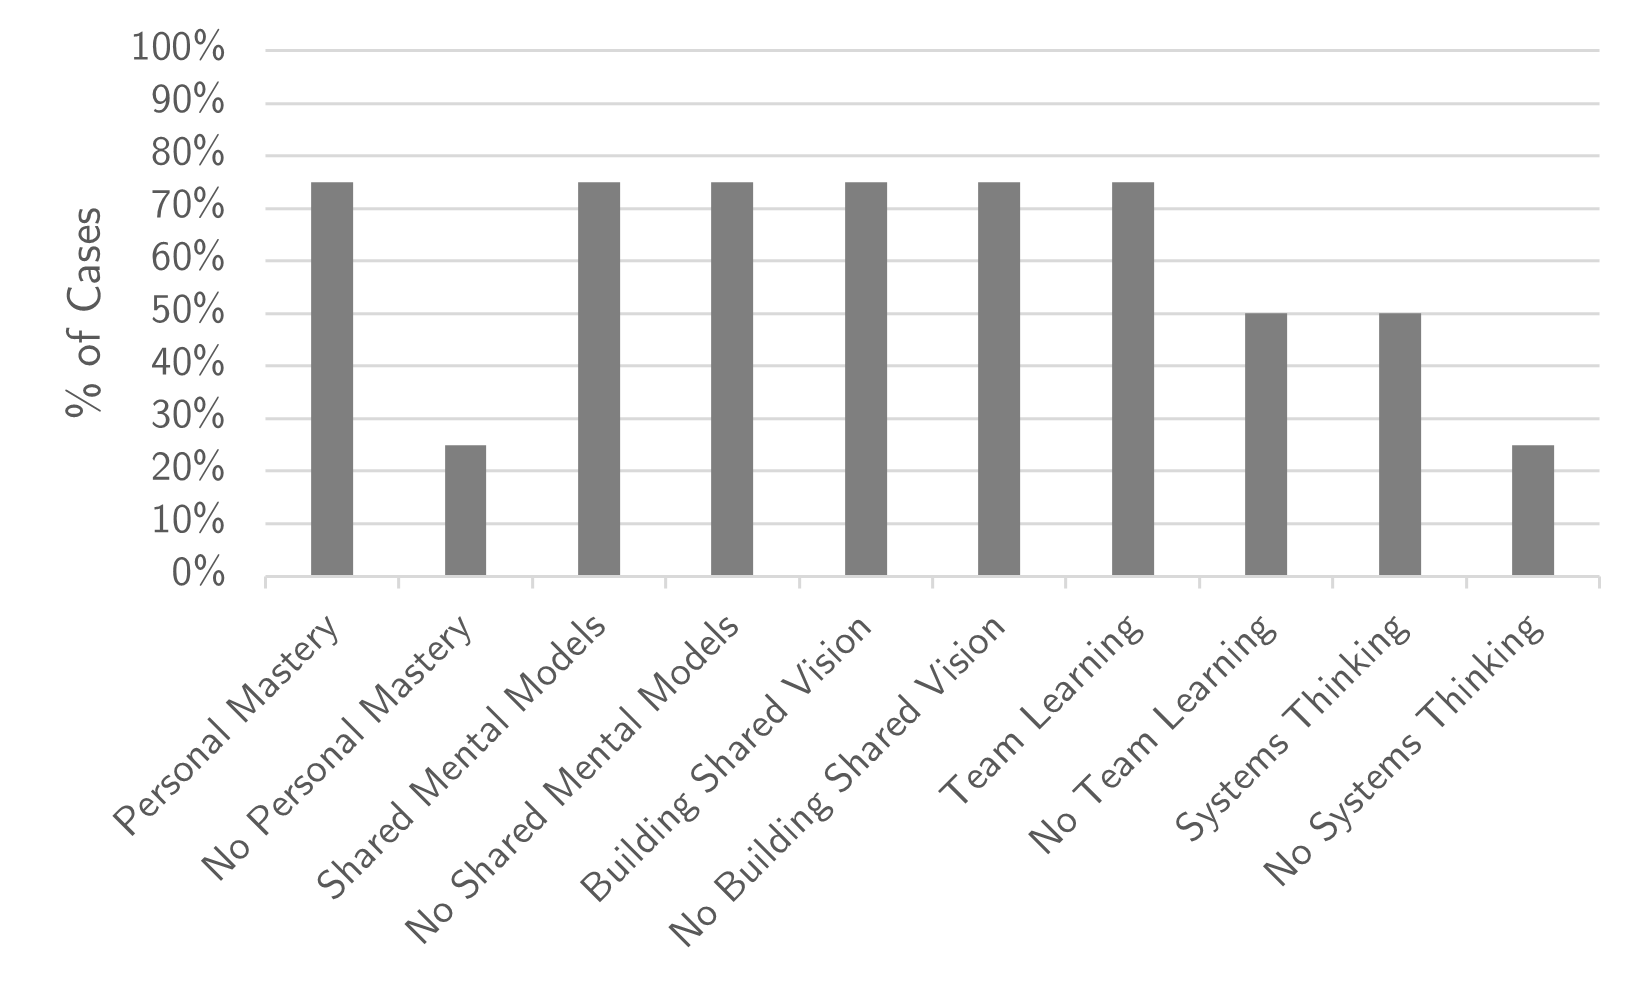 100%
90%
80%
70%
60%
50%
40%
30%
20%
10%
0%
% of Cases
Personal Mastery
No Personal Mastery
Shared Mental Models
No Shared Mental Models
Building Shared Vision
No Building Shared Vision
Team Learning
No Team Learning
Systems Thinking
No Systems Thinking